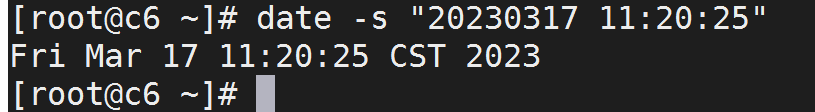 [root@c6 ~]# date -s "20230317 11:20:25"
Fri Mar 17 11:20:25 CST 2023
[root@c6 ~]#